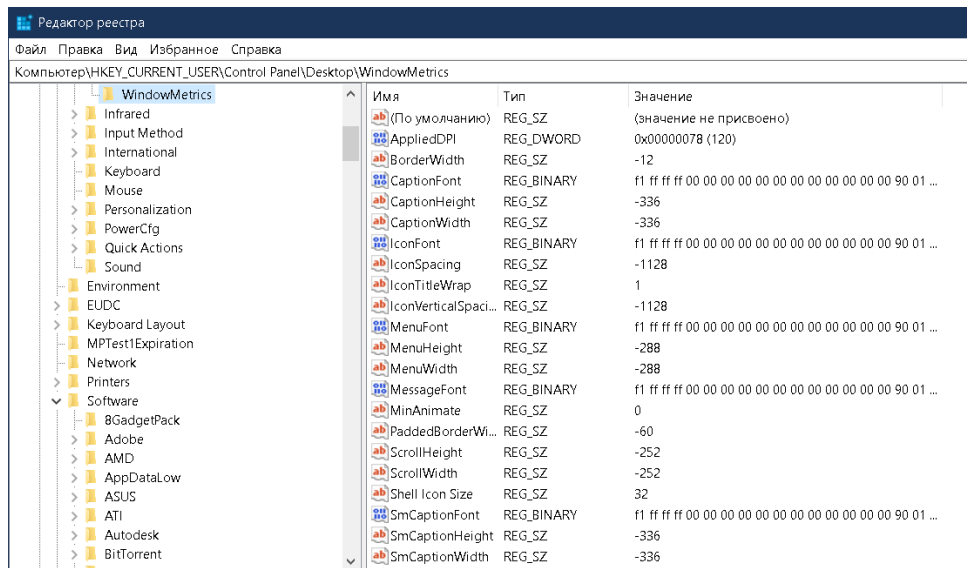 Редактор реестра
Файл Правка Вид Избранное Справка
Компьютер\HKEY_CURRENT_USER\Control Panel\Desktop\WindowMetrics
WindowMetrics
Infrared
Input Method
International
Keyboard
Mouse
Personalization
PowerCfg
Quick Actions
Sound
Environment
EUDC
Keyboard Layout
MPTest1Expiration
Network
Printers
Software
8GadgetPack
Adobe
AMD
AppDataLow
ASUS
ATI
Autodesk
BitTorrent
Имя Тип Значение
(По умолчанию) REG_SZ (значение не присвоено)
AppliedDPI REG_DWORD 0x00000078 (120)
BorderWidth REG_SZ -12
CaptionFont REG_BINARY f1 ff ff ff 00 00 00 00 00 00 00 00 00 00 00 00 90 01 ...
CaptionHeight REG_SZ -336
CaptionWidth REG_SZ -336
IconFont REG_BINARY f1 ff ff ff 00 00 00 00 00 00 00 00 00 00 00 00 90 01 ...
IconSpacing REG_SZ -1128
IconTitleWrap REG_SZ 1
IconVerticalSpaci... REG_SZ -1128
MenuFont REG_BINARY f1 ff ff ff 00 00 00 00 00 00 00 00 00 00 00 00 90 01 ...
MenuHeight REG_SZ -288
MenuWidth REG_SZ -288
MessageFont REG_BINARY f1 ff ff ff 00 00 00 00 00 00 00 00 00 00 00 00 90 01 ...
MinAnimate REG_SZ 0
PaddedBorderWi... REG_SZ -60
ScrollHeight REG_SZ -252
ScrollWidth REG_SZ -252
Shell Icon Size REG_SZ 32
SmCaptionFont REG_BINARY f1 ff ff ff 00 00 00 00 00 00 00 00 00 00 00 00 90 01 ...
SmCaptionHeight REG_SZ -336
SmCaptionWidth REG_SZ -336